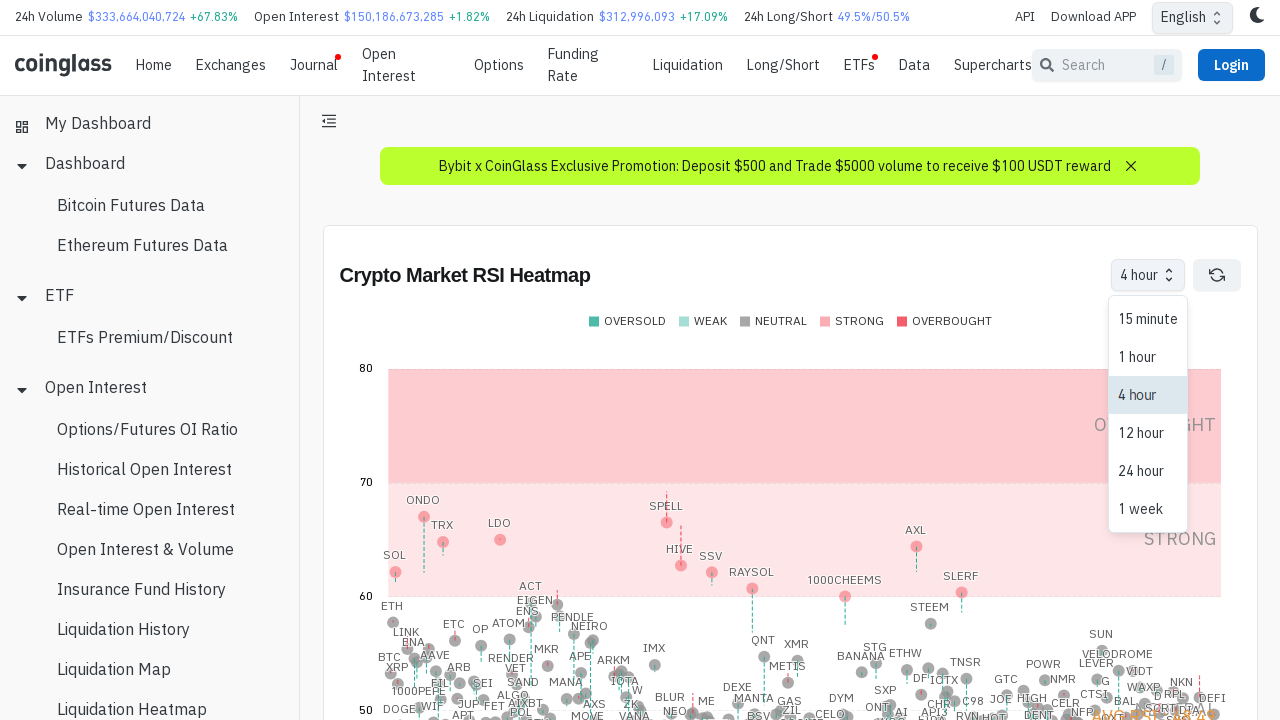 24h Volume $333,664,040,724 +67.83% Open Interest $150,186,673,285 +1.82% 24h Liquidation $312,996,093 +17.09% 24h Long/Short 49.5%/50.5% API Download APP English
coinglass Home Exchanges Journal Open Interest Options Funding Rate Liquidation Long/Short ETFs Data Supercharts Search / Login
My Dashboard
Dashboard
Bitcoin Futures Data
Ethereum Futures Data
ETF
ETFs Premium/Discount
Open Interest
Options/Futures OI Ratio
Historical Open Interest
Real-time Open Interest
Open Interest & Volume
Insurance Fund History
Liquidation History
Liquidation Map
Liquidation Heatmap
Bybit x CoinGlass Exclusive Promotion: Deposit $500 and Trade $5000 volume to receive $100 USDT reward
Crypto Market RSI Heatmap
4 hour
15 minute
1 hour
4 hour
12 hour
24 hour
1 week
OVERSOLD WEAK NEUTRAL STRONG OVERBOUGHT
80
70
STRONG
ONDO SPELL
TRX LDO AXL
SOL HIVE SSV
RAYSOL 1000CHEEMS SLERF
60
ACT
ETH EIGEN STEEM
ENS PENDLE
LINK ETC OP ATOM NEIRO SUN
BNA QNT XMR STG
BTC AAVE RENDER MKR APE IMX BANANA ETHW VELODROME
XRP ARB VET ARKM METIS TNSR POWR LEVER IDT
FIL SEI SAND MANA IOTA DF IOTX GTC NMR IG NKN
1000PEPE ALGO W BLUR DEXE SXP CTSI WAXP
DOGE WIF JUP FET AIXBT AXS ME MANTA GAS DYM ONT C98 JOE HIGH CELR BAL DEFI
50 APT POL MOVE VANA NEO BSV CELO AI API3 RVN DENT NFP